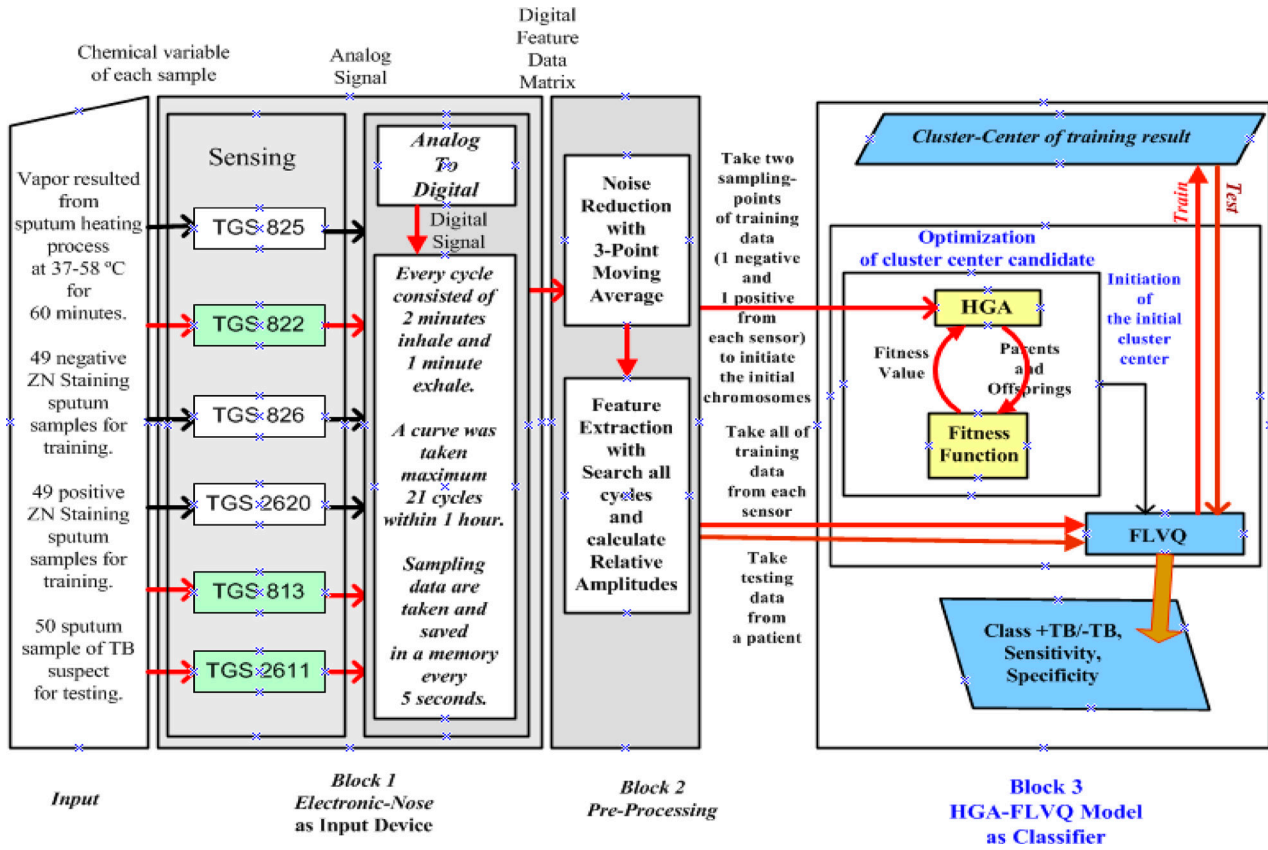 Chemical variable
of each sample
Analog
Signal
Digital
Feature
Data
Matrix
Vapor resulted
from
sputum heating
process
at 37-58 ºC
for
60 minutes.
49 negative
ZN Staining
sputum
samples for
training.
49 positive
ZN Staining
sputum
samples for
training.
50 sputum
sample of TB
suspect
for testing.
Input
Sensing
TGS 825
TGS 822
TGS 826
TGS 2620
TGS 813
TGS 2611
Analog
To
Digital
Digital
Signal
Every cycle
consisted of
2 minutes
inhale and
1 minute
exhale.
A curve was
taken
maximum
21 cycles
within 1 hour.
Sampling
data are
taken and
saved
in a memory
every
5 seconds.
Block 1
Electronic-Nose
as Input Device
Noise
Reduction
with
3-Point
Moving
Average
Feature
Extraction
with
Search all
cycles
and
calculate
Relative
Amplitudes
Block 2
Pre-Processing
Take two
sampling-
points
of training
data
(1 negative
and
1 positive
from
each sensor)
to initiate
the initial
chromosomes
Take all of
training
data
from each
sensor
Take
testing
data
from
a patient
Cluster-Center of training result
Train
Test
Optimization
of cluster center candidate
HGA
Fitness
Value
Parents
and
Offsprings
Fitness
Function
Initiation
of
the initial
cluster
center
FLVQ
Class +TB/-TB,
Sensitivity,
Specificity
Block 3
HGA-FLVQ Model
as Classifier